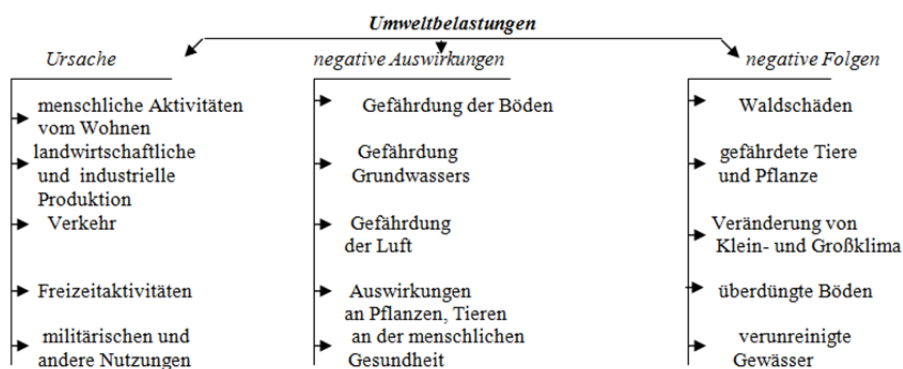 Umweltbelastungen
Ursache
menschliche Aktivitäten
vom Wohnen
landwirtschaftliche
und industrielle
Produktion
Verkehr
Freizeitaktivitäten
militärischen und
andere Nutzungen
negative Auswirkungen
Gefährdung der Böden
Gefährdung
Grundwassers
Gefährdung
der Luft
Auswirkungen
an Pflanzen, Tieren
an der menschlichen
Gesundheit
negative Folgen
Waldschäden
gefährdete Tiere
und Pflanze
Veränderung von
Klein- und Großklima
überdüngte Böden
verunreinigte
Gewässer